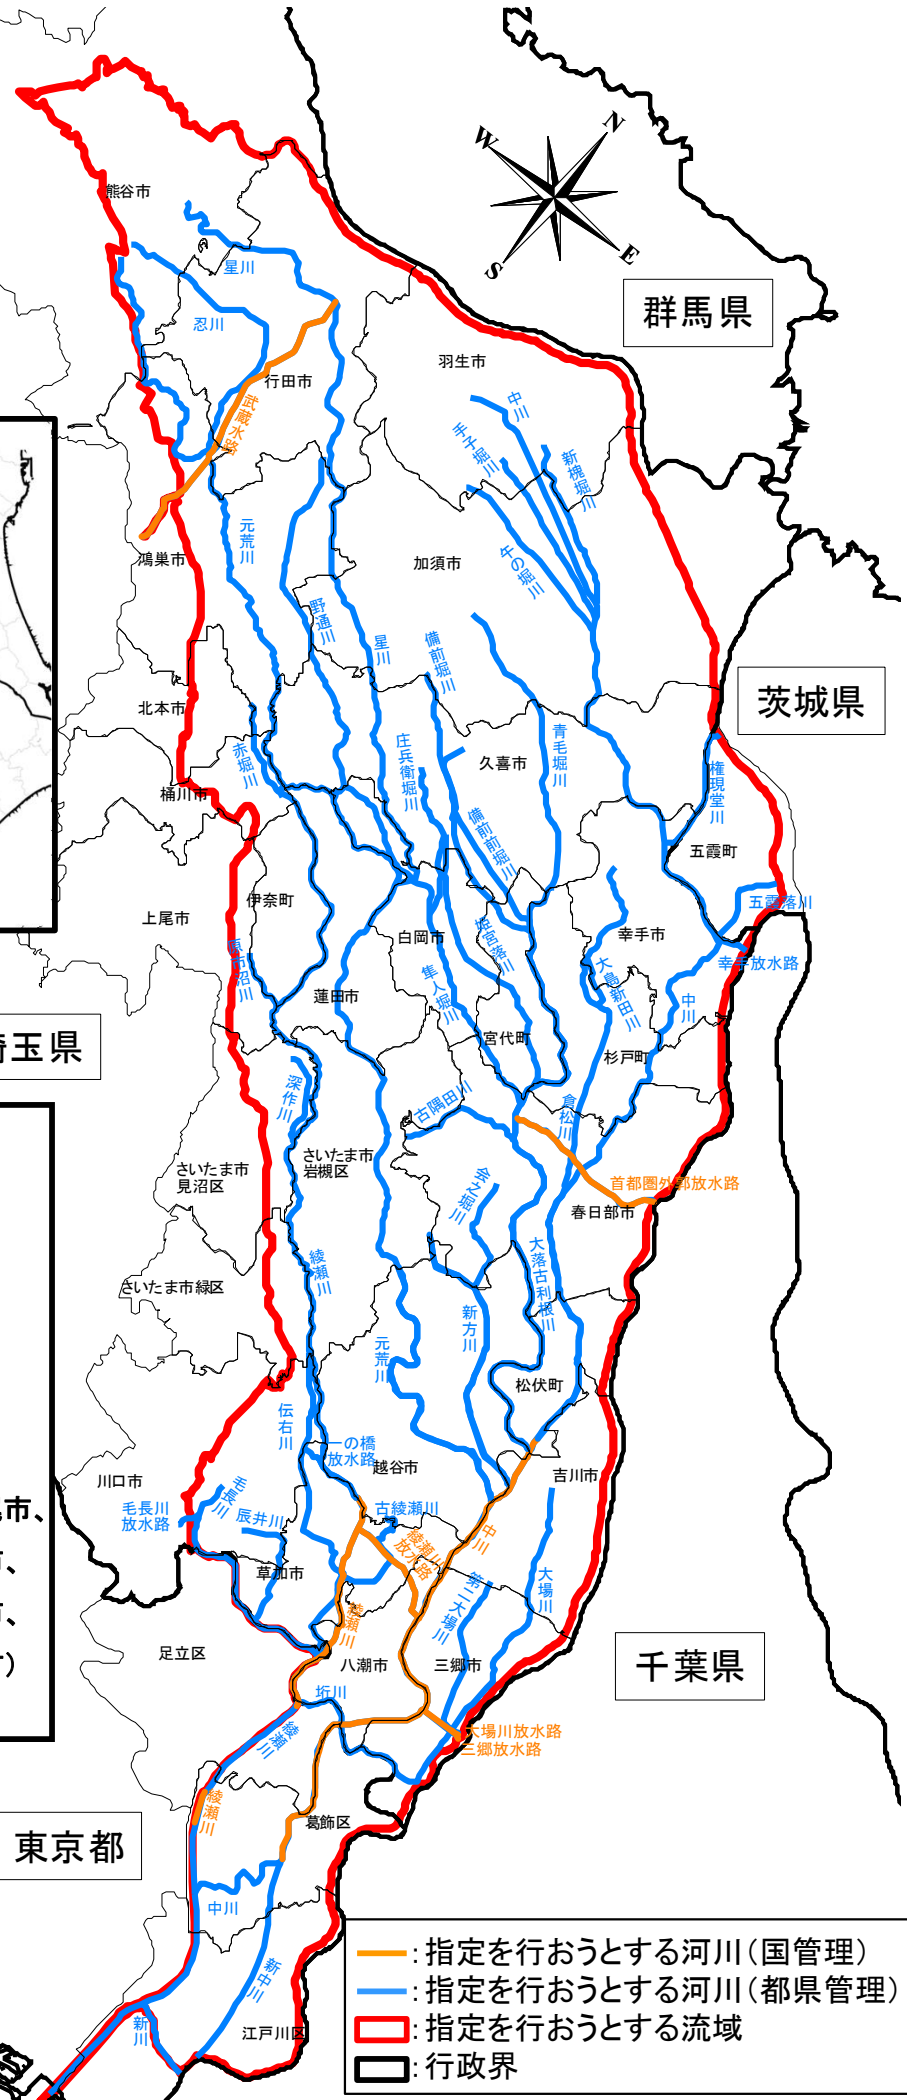 N
W
E
S
熊谷市
群馬県
星川
忍川
羽生市
行田市
武蔵水路
中川
手子堀川
新槐堀川
元荒川
鴻巣市
加須市
午の堀川
野通川
星川
備前堀川
茨城県
北本市
赤堀川
庄兵衛堀川
久喜市
青毛堀川
権現堂川
桶川市
備前前堀川
五霞町
伊奈町
上尾市
白岡市
姫宮落川
五霞落川
幸手市
原市沼川
蓮田市
隼人堀川
大島新田川
幸手放水路
中川
埼玉県
宮代町
杉戸町
深作川
古隅田川
倉松川
さいたま市
見沼区
さいたま市
岩槻区
会之堀川
首都圏外郭放水路
春日部市
綾瀬川
大落古利根川
さいたま市緑区
新方川
元荒川
松伏町
伝右川
一の橋
放水路
越谷市
吉川市
川口市
毛長川
毛長川
放水路
辰井川
古綾瀬川
綾瀬川
放水路
中川
市、
草加市
第二大場川
大場川
綾瀬川
足立区
八潮市
三郷市
千葉県
垳川
綾瀬川
大場川放水路
三郷放水路
綾瀬川
葛飾区
東京都
中川
新中川
新川
江戸川区
:指定を行おうとする河川(国管理)
:指定を行おうとする河川(都県管理)
:指定を行おうとする流域
:行政界